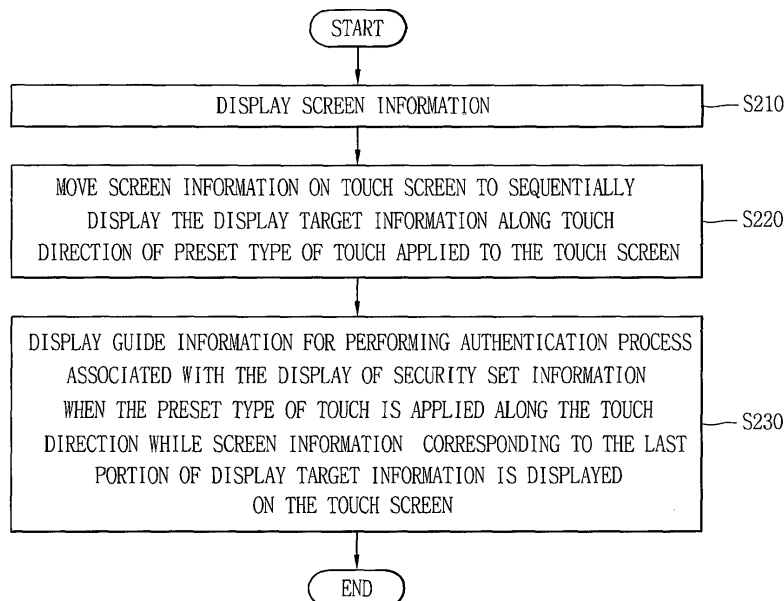 START
DISPLAY SCREEN INFORMATION
S210
MOVE SCREEN INFORMATION ON TOUCH SCREEN TO SEQUENTIALLY
DISPLAY THE DISPLAY TARGET INFORMATION ALONG TOUCH
DIRECTION OF PRESET TYPE OF TOUCH APPLIED TO THE TOUCH SCREEN
S220
DISPLAY GUIDE INFORMATION FOR PERFORMING AUTHENTICATION PROCESS
ASSOCIATED WITH THE DISPLAY OF SECURITY SET INFORMATION
WHEN THE PRESET TYPE OF TOUCH IS APPLIED ALONG THE TOUCH
DIRECTION WHILE SCREEN INFORMATION CORRESPONDING TO THE LAST
PORTION OF DISPLAY TARGET INFORMATION IS DISPLAYED
ON THE TOUCH SCREEN
S230
END